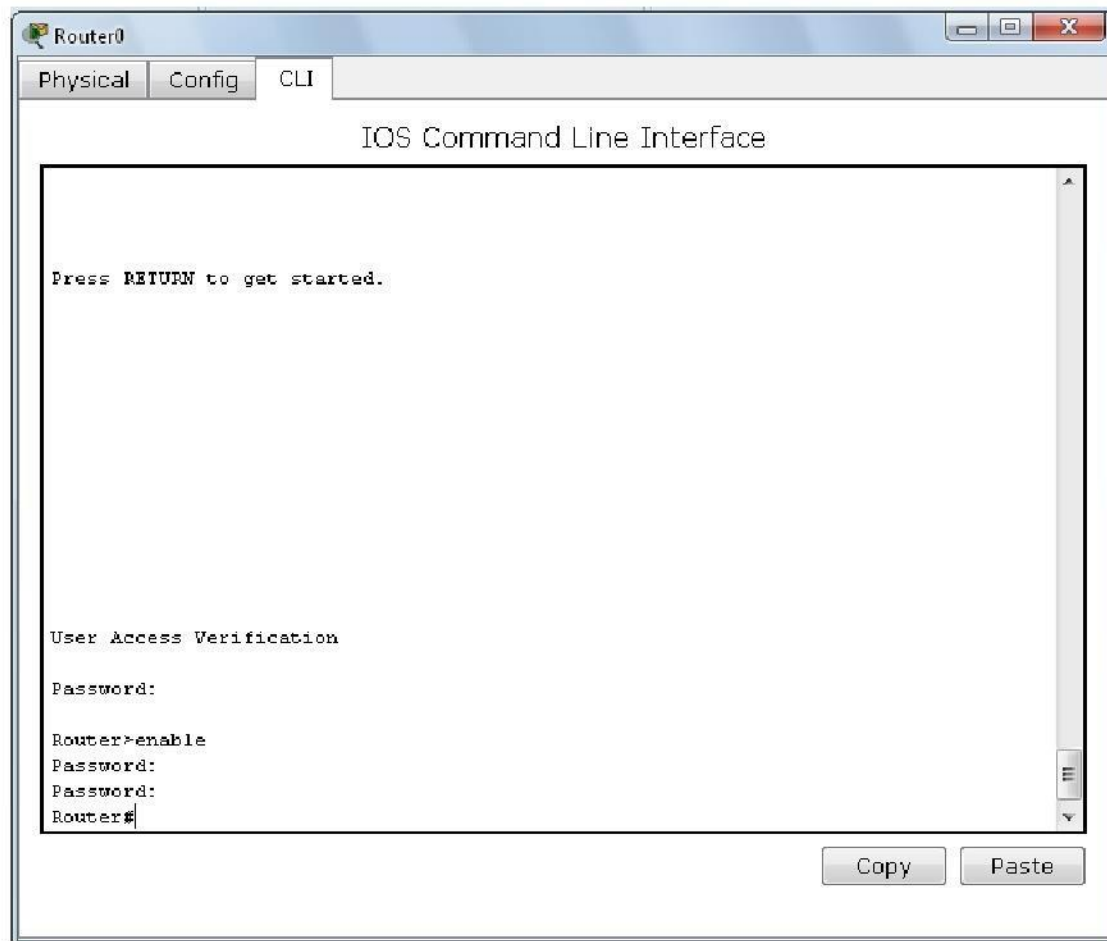 Router0
Physical Config CLI
IOS Command Line Interface
Press RETURN to get started.
User Access Verification
Password:
Router>enable
Password:
Password:
Router#
Copy Paste